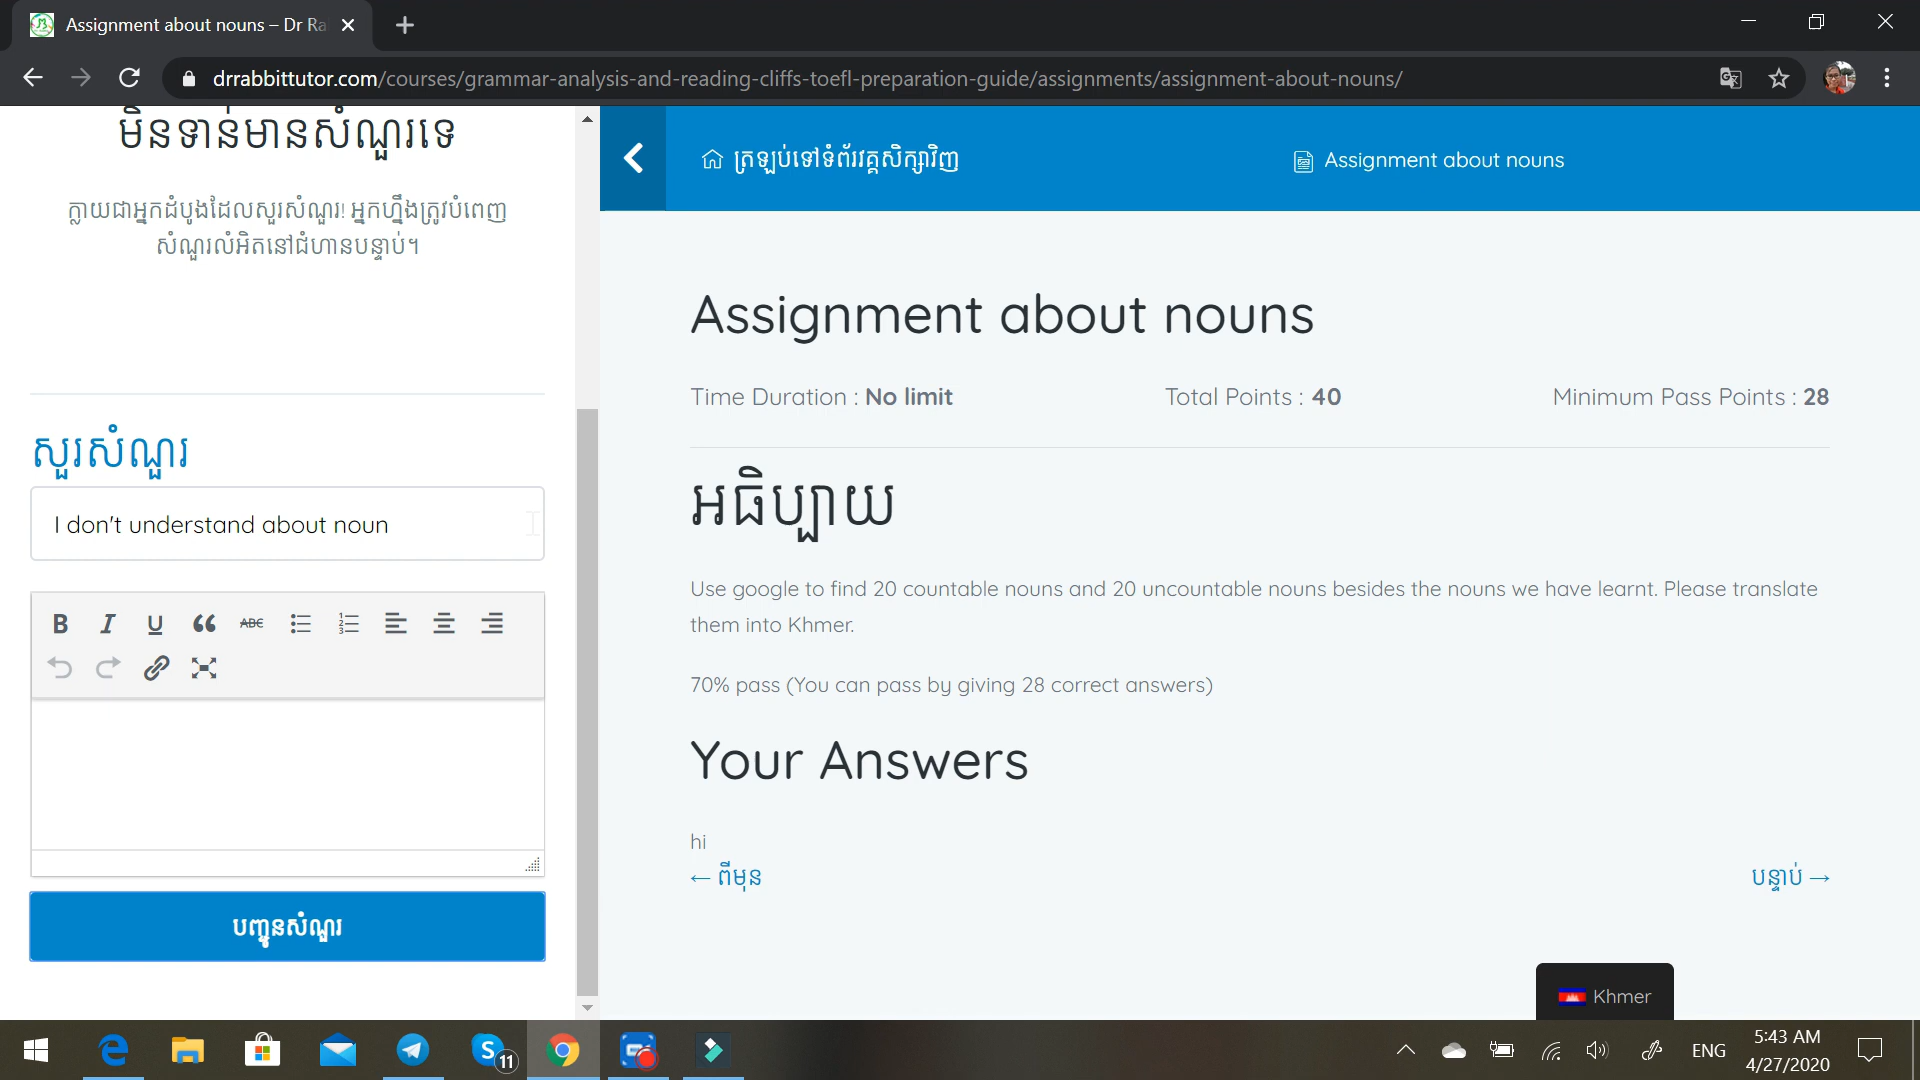 Assignment about nouns – Dr Ra
drrabbittutor.com/courses/grammar-analysis-and-reading-cliffs-toefl-preparation-guide/assignments/assignment-about-nouns/
មិនទាន់មានសំណួរទេ
ក្លាយជាអ្នកដំបូងដែលសួរសំណួរ! អ្នកហ្នឹងត្រូវបំពេញ
សំណួរលំអិតនៅជំហានបន្ទាប់។
សួរសំណួរ
I don't understand about noun
B I U ABC
បញ្ជូនសំណួរ
ត្រឡប់ទៅទំព័រវគ្គសិក្សាវិញ
Assignment about nouns
Assignment about nouns
Time Duration : No limit
Total Points : 40
Minimum Pass Points : 28
អធិប្បាយ
Use google to find 20 countable nouns and 20 uncountable nouns besides the nouns we have learnt. Please translate
them into Khmer.
70% pass (You can pass by giving 28 correct answers)
Your Answers
hi
← ពីមុន
បន្ទាប់ →
Khmer
11
ENG
5:43 AM
4/27/2020